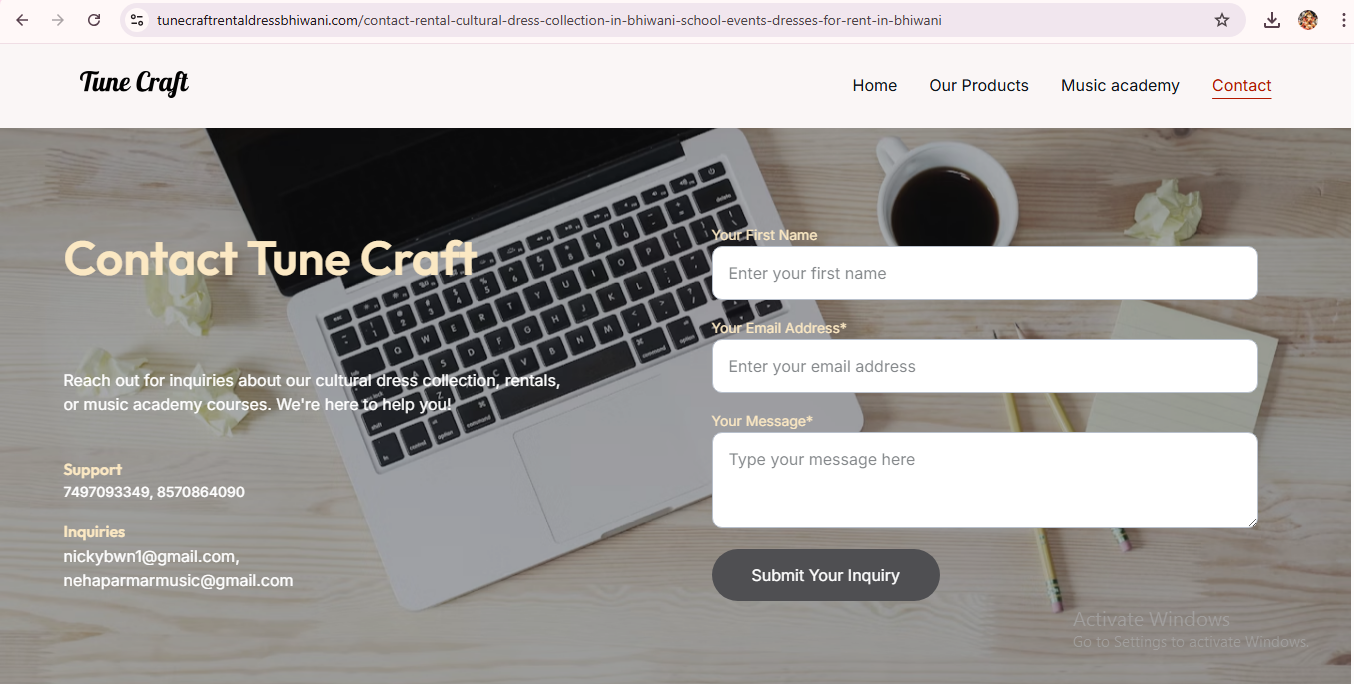 tunecraftrentaldressbhiwani.com/contact-rental-cultural-dress-collection-in-bhiwani-school-events-dresses-for-rent-in-bhiwani
Tune Craft
Home
Our Products
Music academy
Contact
Contact Tune Craft
Reach out for inquiries about our cultural dress collection, rentals,
or music academy courses. We're here to help you!
Support
7497093349, 8570864090
Inquiries
nickybwn1@gmail.com,
nehaparmarmusic@gmail.com
Your First Name
Enter your first name
Your Email Address*
Enter your email address
Your Message*
Type your message here
Submit Your Inquiry
Activate Windows
Go to Settings to activate Windows.